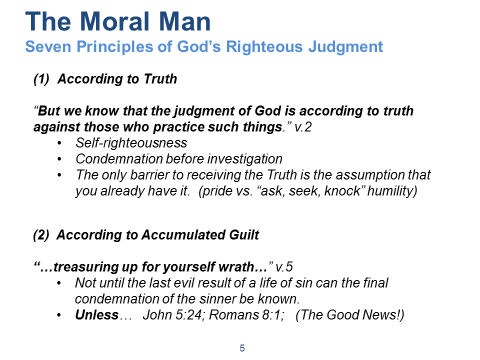 The Moral Man
Seven Principles of God's Righteous Judgment
(1) According to Truth
“But we know that the judgment of God is according to truth
against those who practice such things.” v.2
• Self-righteousness
• Condemnation before investigation
• The only barrier to receiving the Truth is the assumption that
you already have it. (pride vs. “ask, seek, knock” humility)
(2) According to Accumulated Guilt
“…treasuring up for yourself wrath…” v.5
• Not until the last evil result of a life of sin can the final
condemnation of the sinner be known.
• Unless… John 5:24; Romans 8:1; (The Good News!)
5